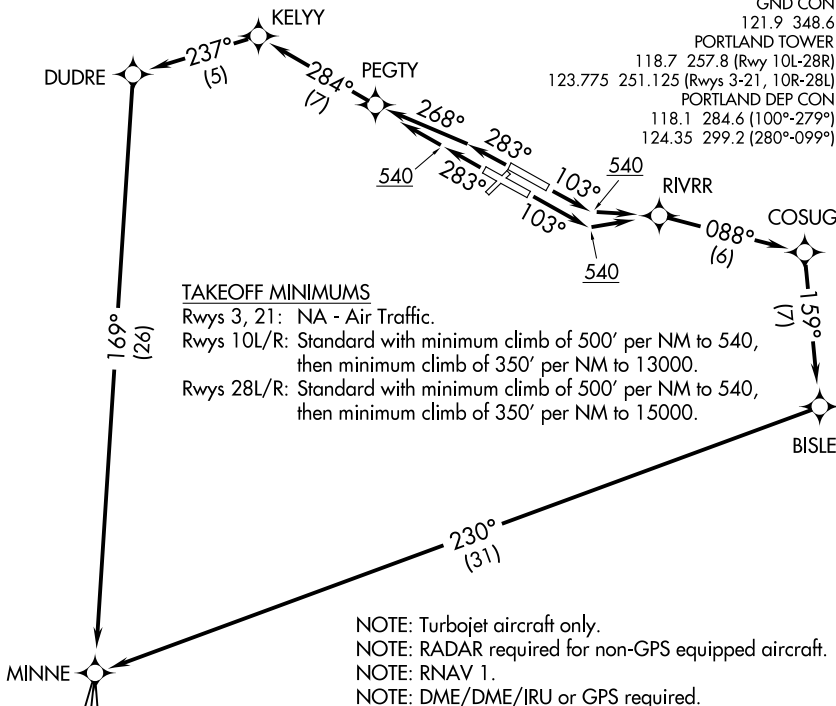 GND CON
121.9 348.6
PORTLAND TOWER
118.7 257.8 (Rwy 10L-28R)
123.775 251.125 (Rwys 3-21, 10R-28L)
PORTLAND DEP CON
118.1 284.6 (100°-279°)
124.35 299.2 (280°-099°)
KELYY
237°
(5)
DUDRE
284°
(7)
PEGTY
268°
283°
540
283°
103°
540
103°
540
RIVRR
088°
(6)
COSUG
159°
(7)
BISLE
TAKEOFF MINIMUMS
Rwys 3, 21: NA - Air Traffic.
Rwys 10L/R: Standard with minimum climb of 500' per NM to 540,
then minimum climb of 350' per NM to 13000.
Rwys 28L/R: Standard with minimum climb of 500' per NM to 540,
then minimum climb of 350' per NM to 15000.
169°
(26)
230°
(31)
MINNE
NOTE: Turbojet aircraft only.
NOTE: RADAR required for non-GPS equipped aircraft.
NOTE: RNAV 1.
NOTE: DME/DME/IRU or GPS required.